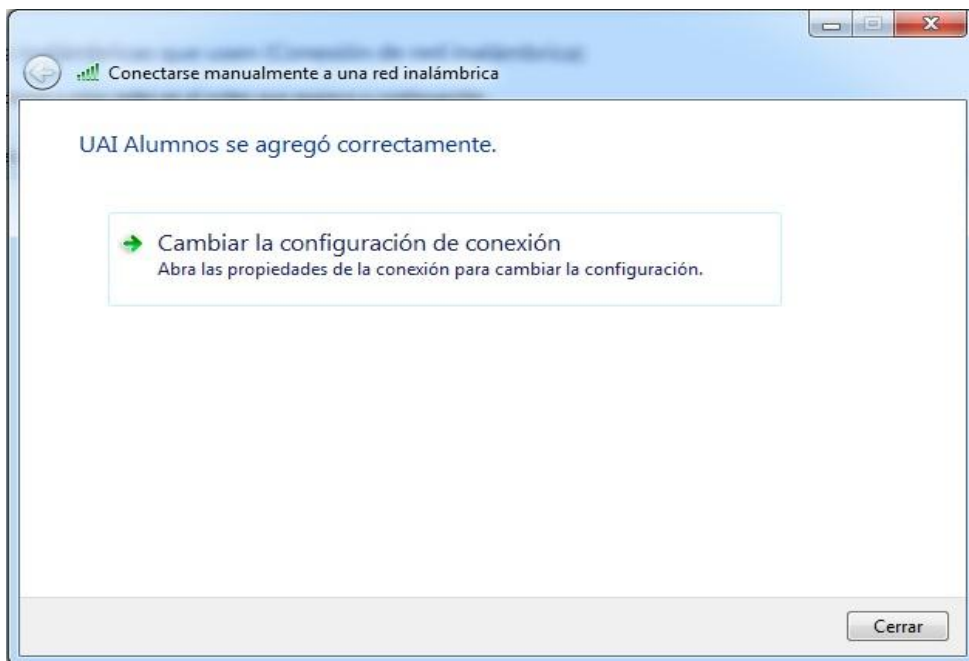 Conectarse manualmente a una red inalámbrica
UAI Alumnos se agregó correctamente.
Cambiar la configuración de conexión
Abra las propiedades de la conexión para cambiar la configuración.
Cerrar